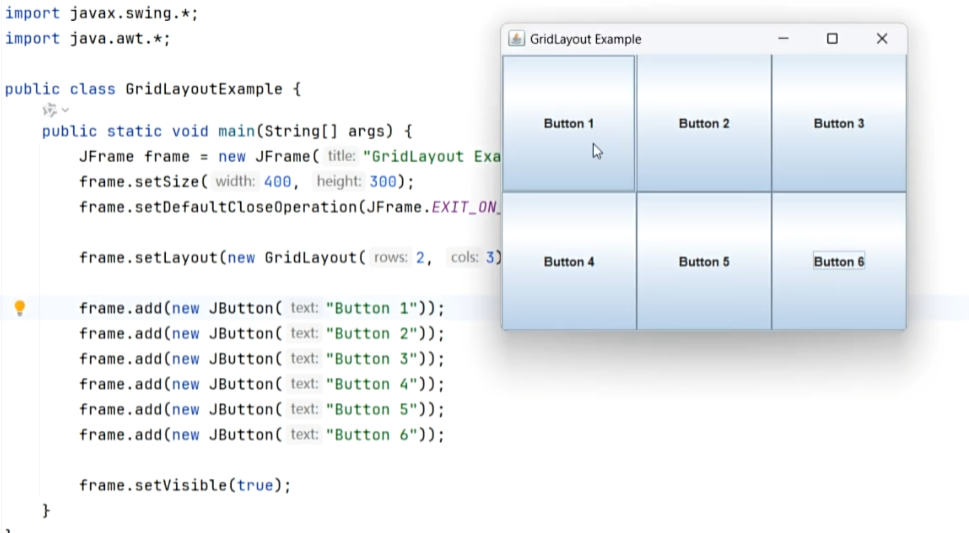 import javax.swing.*;
import java.awt.*;
public class GridLayoutExample {
public static void main(String[] args) {
JFrame frame = new JFrame( title: "GridLayout Exa
frame.setSize( width: 400, height: 300);
frame.setDefaultCloseOperation(JFrame.EXIT_ON_
frame.setLayout(new GridLayout( rows: 2, cols: 3)
frame.add(new JButton( text: "Button 1"));
frame.add(new JButton( text: "Button 2"));
frame.add(new JButton( text: "Button 3"));
frame.add(new JButton( text: "Button 4"));
frame.add(new JButton( text: "Button 5"));
frame.add(new JButton( text: "Button 6"));
frame.setVisible(true);
}
GridLayout Example
Button 1 Button 2 Button 3
Button 4 Button 5 Button 6